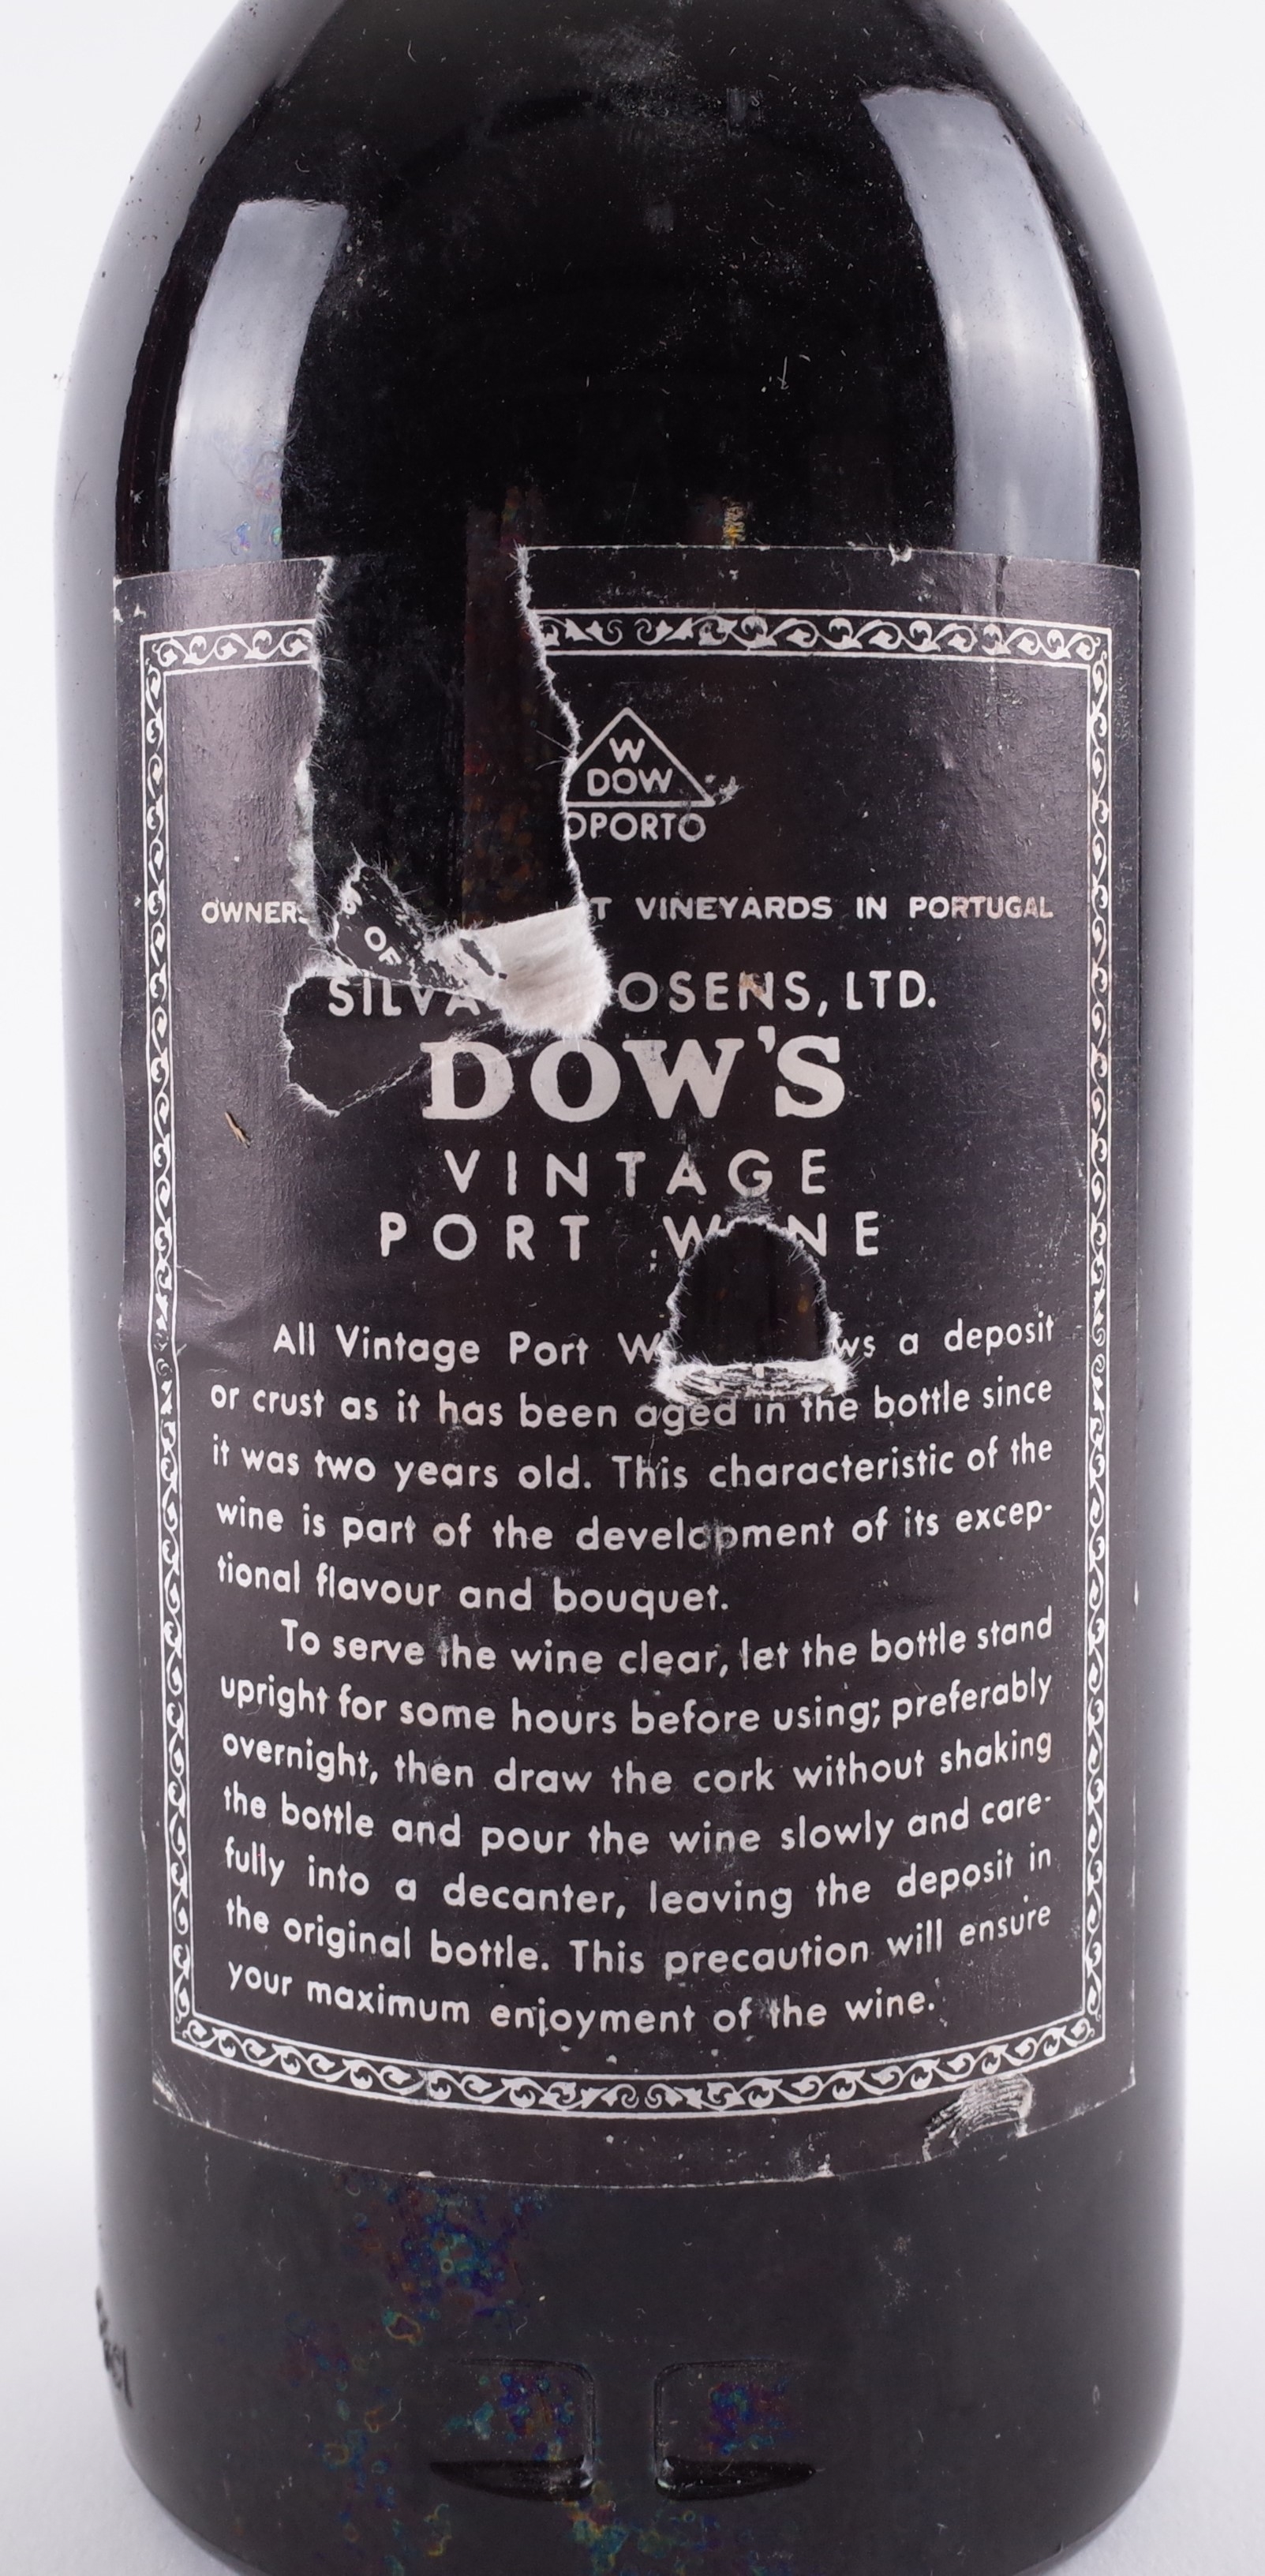 W
DOW
OPORTO
OF
VINEYARDS IN PORTUGAL
LTD.
DOW'S
VINTAGE
PORT
All Vintage Port a deposit
or crust as it has been aged in the bottle since
it was two years old. This characteristic of the
wine is part of the development of its excep-
tional flavour and bouquet.
To serve the wine clear, let the bottle stand
upright for some hours before using; preferably
overnight, then draw the cork without shaking
the bottle and pour the wine slowly and care-
fully into a decanter, leaving the deposit in
the original bottle. This precaution will ensure
your maximum enjoyment of the wine.